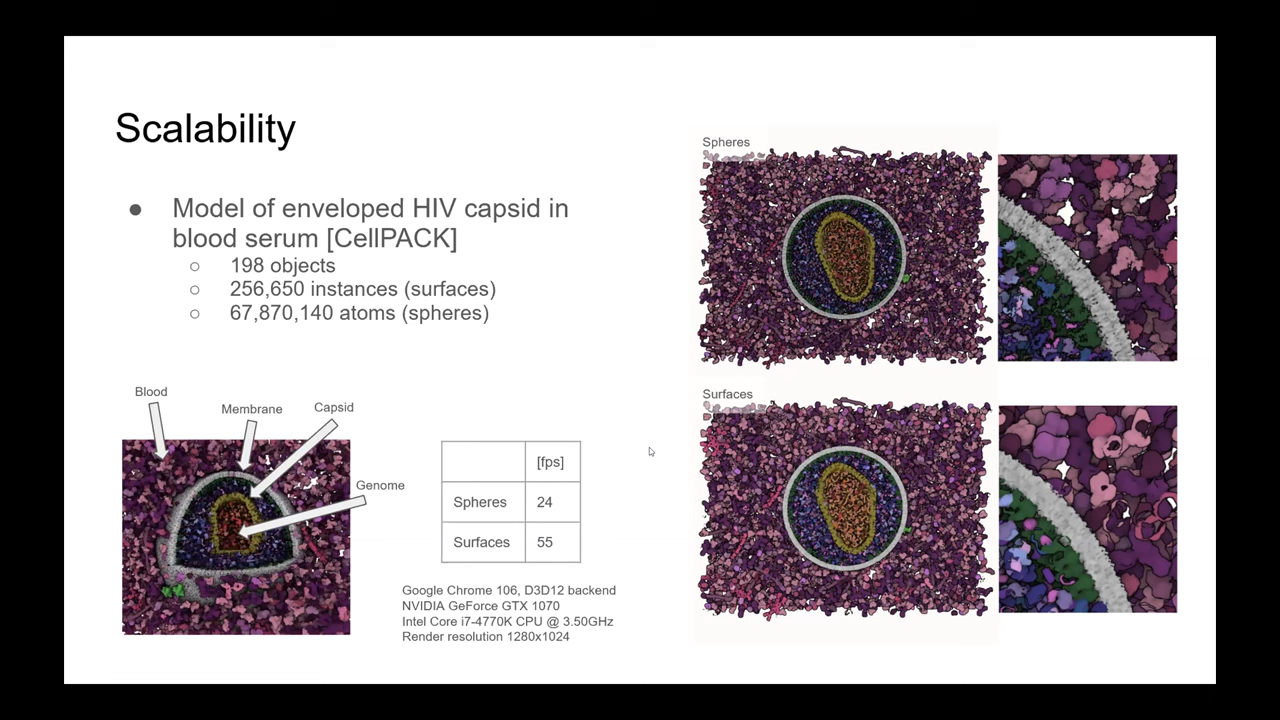 Scalability
● Model of enveloped HIV capsid in
blood serum [CellPACK]
○ 198 objects
○ 256,650 instances (surfaces)
○ 67,870,140 atoms (spheres)
Blood
Membrane
Capsid
Genome
[fps]
Spheres 24
Surfaces 55
Google Chrome 106, D3D12 backend
NVIDIA GeForce GTX 1070
Intel Core i7-4770K CPU @ 3.50GHz
Render resolution 1280x1024
Spheres
Surfaces